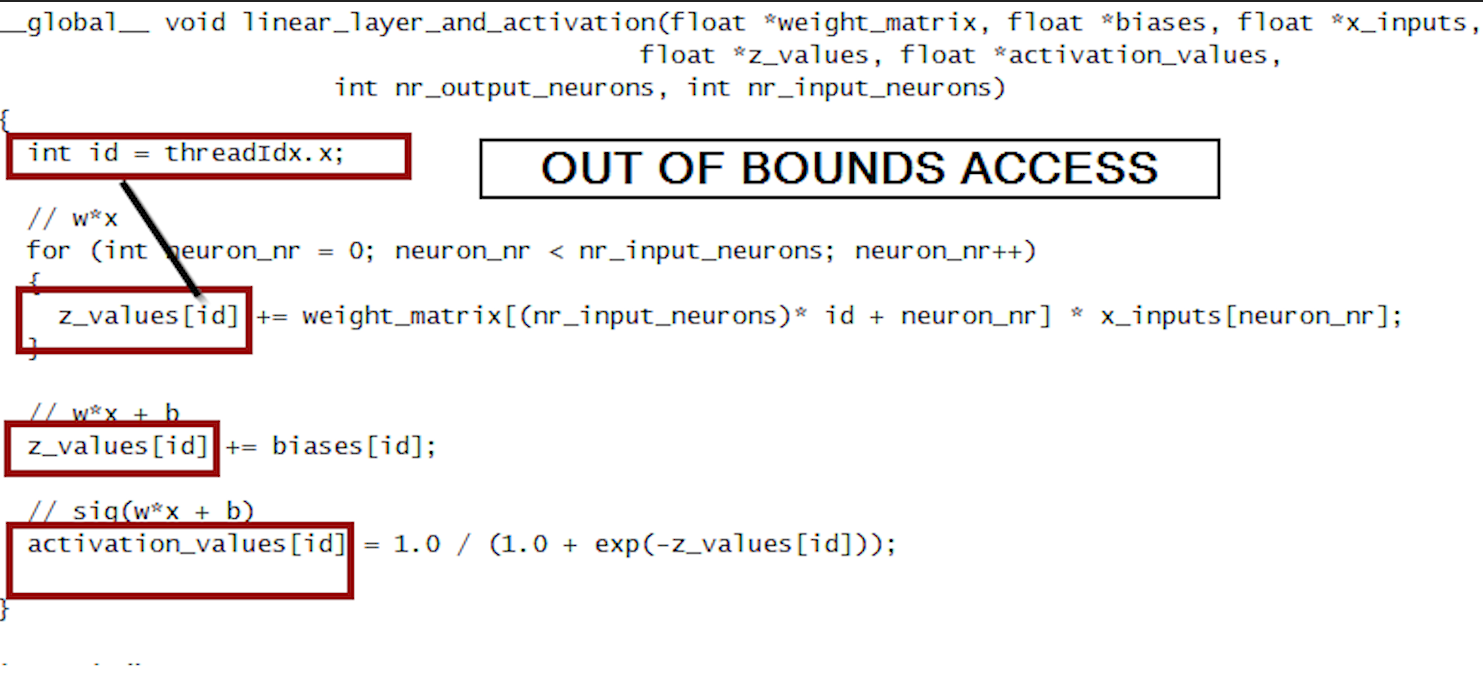 __global__ void linear_layer_and_activation(float *weight_matrix, float *biases, float *x_inputs,
float *z_values, float *activation_values,
int nr_output_neurons, int nr_input_neurons)
{
int id = threadIdx.x;
OUT OF BOUNDS ACCESS
// w*x
for (int neuron_nr = 0; neuron_nr < nr_input_neurons; neuron_nr++)
{
z_values[id] += weight_matrix[(nr_input_neurons)* id + neuron_nr] * x_inputs[neuron_nr];
}
// w*x + b
z_values[id] += biases[id];
// sig(w*x + b)
activation_values[id] = 1.0 / (1.0 + exp(-z_values[id]));
}